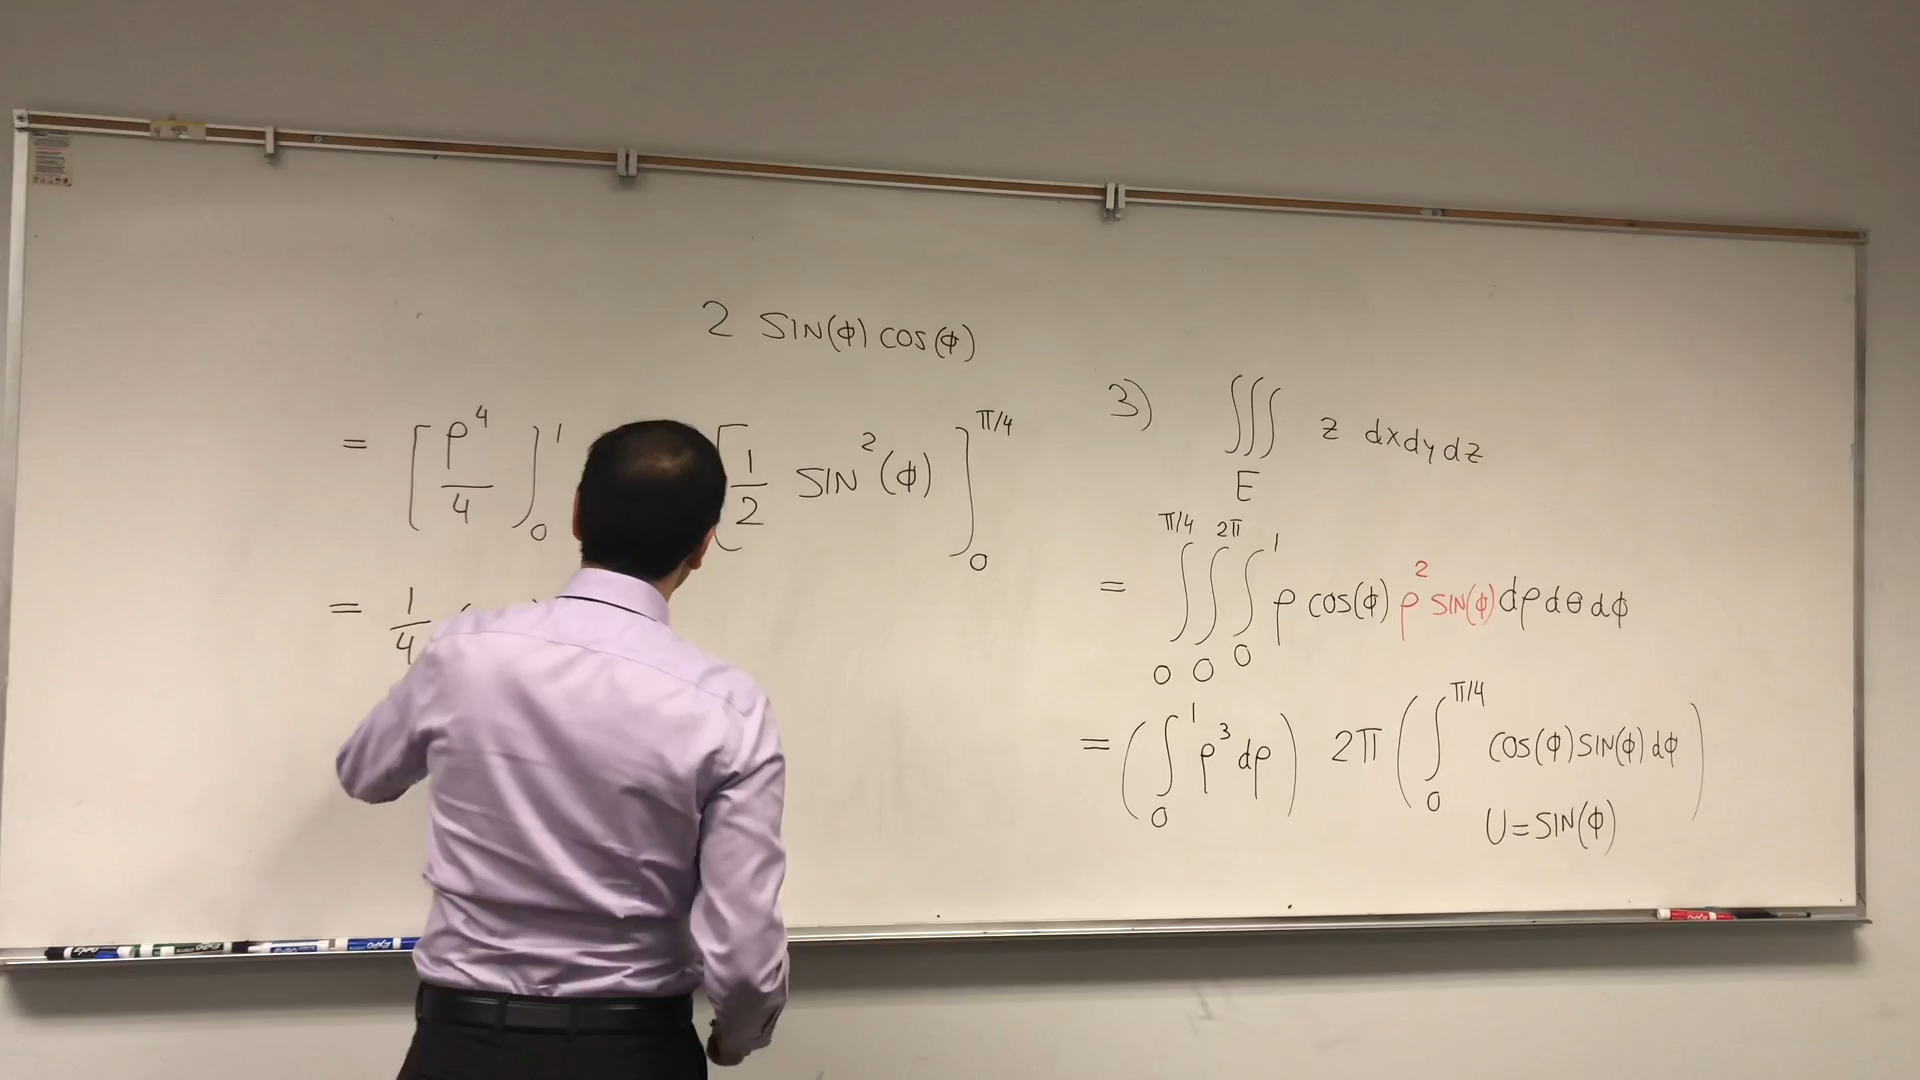 2 SIN(φ) COS(φ)
= [ρ⁴/4]₀¹ [1/2 SIN²(φ)]₀^π/4
= 1/4 (
3) ∭_E z dxdydz
= ∫₀^π/4 ∫₀^2π ∫₀¹ ρ COS(φ) ρ² SIN(φ) dρ dθ dφ
= (∫₀¹ ρ³ dρ) 2π (∫₀^π/4 COS(φ) SIN(φ) dφ)
U = SIN(φ)